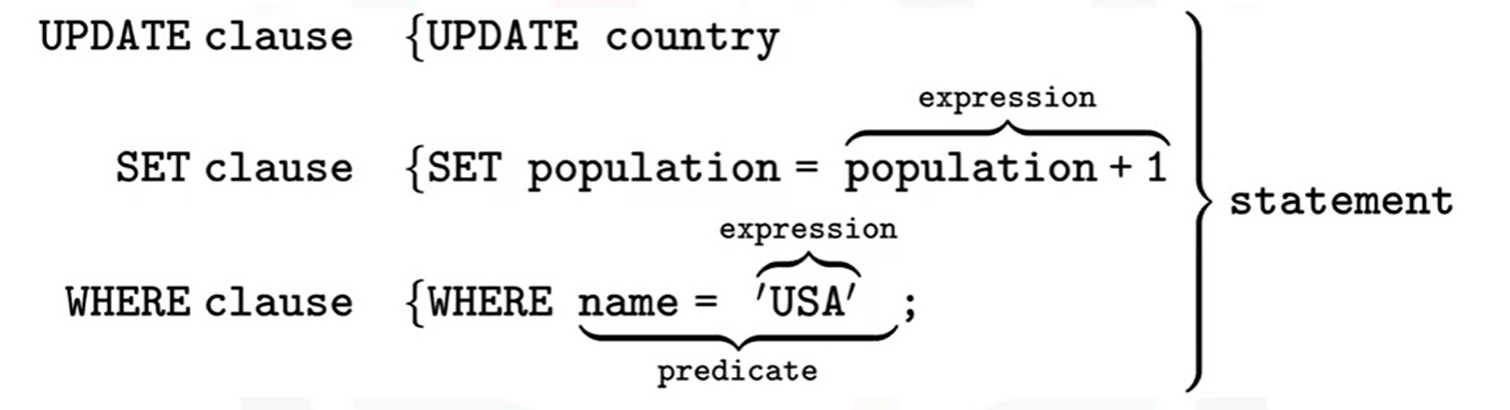 UPDATE clause {UPDATE country
expression
SET clause {SET population = population + 1
statement
expression
WHERE clause {WHERE name = 'USA' ;
predicate